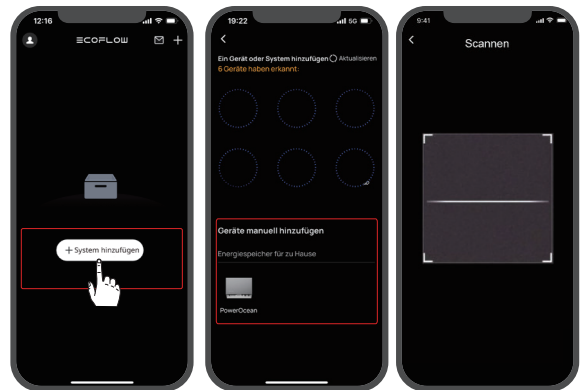 12:16
ECOFLOW
+ System hinzufügen
19:22
5G
Ein Gerät oder System hinzufügen Aktualisieren
6 Geräte haben erkannt:
Geräte manuell hinzufügen
Energiespeicher für zu Hause
PowerOcean
9:41
Scannen